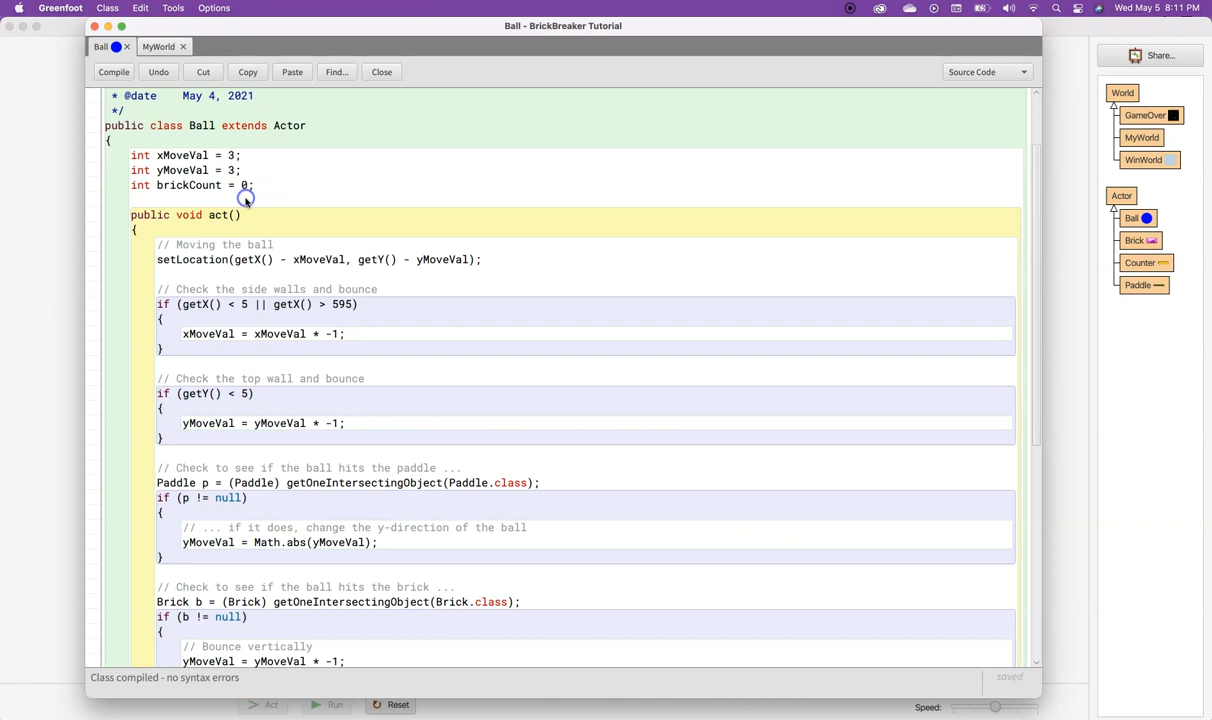 Greenfoot Class Edit Tools Options Wed May 5 8:11 PM
Ball - BrickBreaker Tutorial
Ball MyWorld
Compile Undo Cut Copy Paste Find... Close Source Code
* @date May 4, 2021
*/
public class Ball extends Actor
{
int xMoveVal = 3;
int yMoveVal = 3;
int brickCount = 0;
public void act()
{
// Moving the ball
setLocation(getX() - xMoveVal, getY() - yMoveVal);
// Check the side walls and bounce
if (getX() < 5 || getX() > 595)
{
xMoveVal = xMoveVal * -1;
}
// Check the top wall and bounce
if (getY() < 5)
{
yMoveVal = yMoveVal * -1;
}
// Check to see if the ball hits the paddle ...
Paddle p = (Paddle) getOneIntersectingObject(Paddle.class);
if (p != null)
{
// ... if it does, change the y-direction of the ball
yMoveVal = Math.abs(yMoveVal);
}
// Check to see if the ball hits the brick ...
Brick b = (Brick) getOneIntersectingObject(Brick.class);
if (b != null)
{
// Bounce vertically
yMoveVal = yMoveVal * -1;
Class compiled - no syntax errors
saved
Act Run Reset Speed:
Share...
World
GameOver
MyWorld
WinWorld
Actor
Ball
Brick
Counter
Paddle